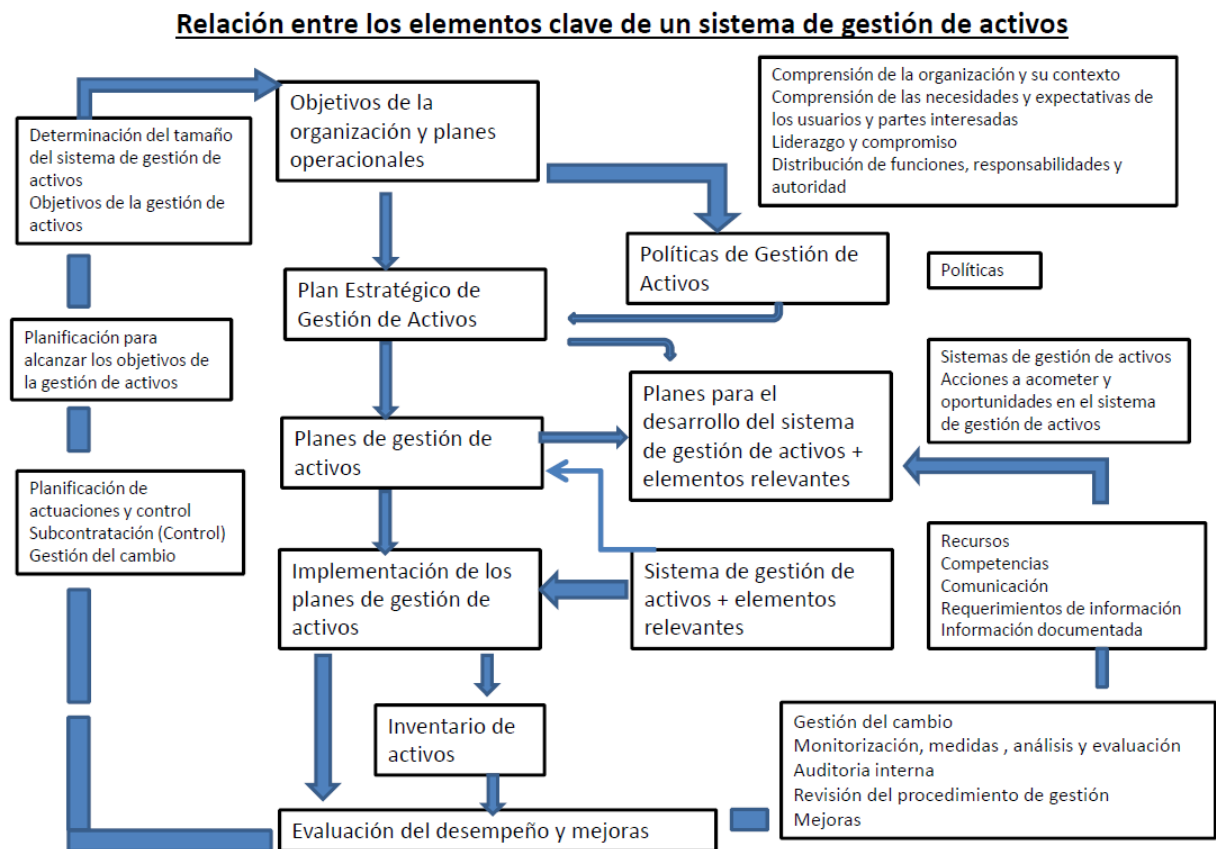 Relación entre los elementos clave de un sistema de gestión de activos
Objetivos de la
organización y planes
operacionales
Comprensión de la organización y su contexto
Comprensión de las necesidades y expectativas de
los usuarios y partes interesadas
Liderazgo y compromiso
Distribución de funciones, responsabilidades y
autoridad
Determinación del tamaño
del sistema de gestión de
activos
Objetivos de la gestión de
activos
Políticas de Gestión de
Activos
Políticas
Plan Estratégico de
Gestión de Activos
Planificación para
alcanzar los objetivos de
la gestión de activos
Sistemas de gestión de activos
Acciones a acometer y
oportunidades en el sistema
de gestión de activos
Planes para el
desarrollo del sistema
de gestión de activos +
elementos relevantes
Planes de gestión de
activos
Planificación de
actuaciones y control
Subcontratación (Control)
Gestión del cambio
Recursos
Competencias
Comunicación
Requerimientos de información
Información documentada
Implementación de los
planes de gestión de
activos
Sistema de gestión de
activos + elementos
relevantes
Inventario de
activos
Gestión del cambio
Monitorización, medidas , análisis y evaluación
Auditoria interna
Revisión del procedimiento de gestión
Mejoras
Evaluación del desempeño y mejoras